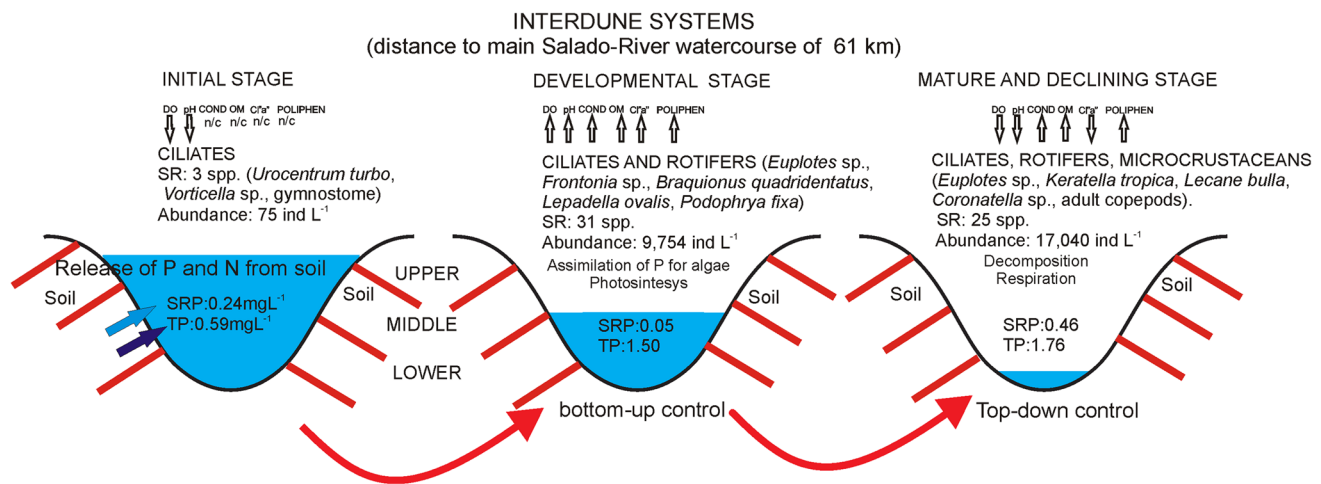 INTERDUNE SYSTEMS
(distance to main Salado-River watercourse of 61 km)
INITIAL STAGE
DO pH COND OM Cl"a" POLIPHEN
n/c n/c n/c n/c
CILIATES
SR: 3 spp. (Urocentrum turbo,
Vorticella sp., gymnostome)
Abundance: 75 ind L-1
Release of P and N from soil
Soil
Soil
SRP:0.24mgL-1
TP:0.59mgL-1
UPPER
MIDDLE
LOWER
DEVELOPMENTAL STAGE
DO pH COND OM Cl"a" POLIPHEN
CILIATES AND ROTIFERS (Euplotes sp.,
Frontonia sp., Braquionus quadridentatus,
Lepadella ovalis, Podophrya fixa)
SR: 31 spp.
Abundance: 9,754 ind L-1
Assimilation of P for algae
Photosintesys
Soil
Soil
SRP:0.05
TP:1.50
bottom-up control
MATURE AND DECLINING STAGE
DO pH COND OM Cl"a" POLIPHEN
CILIATES, ROTIFERS, MICROCRUSTACEANS
(Euplotes sp., Keratella tropica, Lecane bulla,
Coronatella sp., adult copepods).
SR: 25 spp.
Abundance: 17,040 ind L-1
Decomposition
Respiration
Soil
Soil
SRP:0.46
TP:1.76
Top-down control